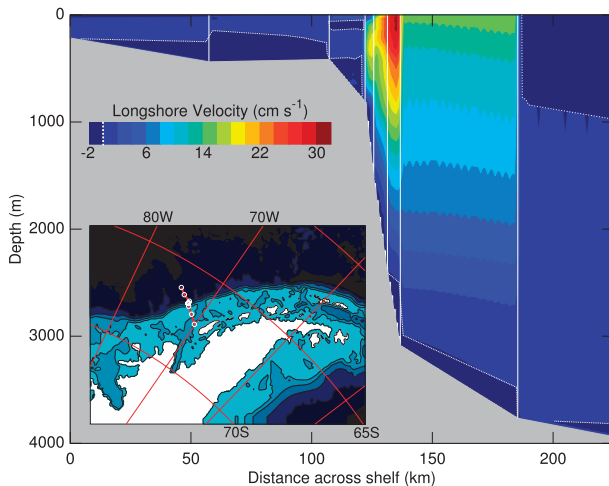 0
1000
2000
3000
4000
Depth (m)
Longshore Velocity (cm s⁻¹)
-2 6 14 22 30
80W 70W
70S 65S
0 50 100 150 200
Distance across shelf (km)